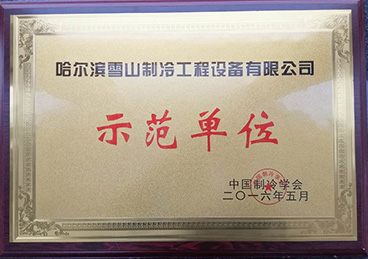 哈尔滨雪山制冷工程设备有限公司
示范单位
中国制冷学会
二〇一六年五月